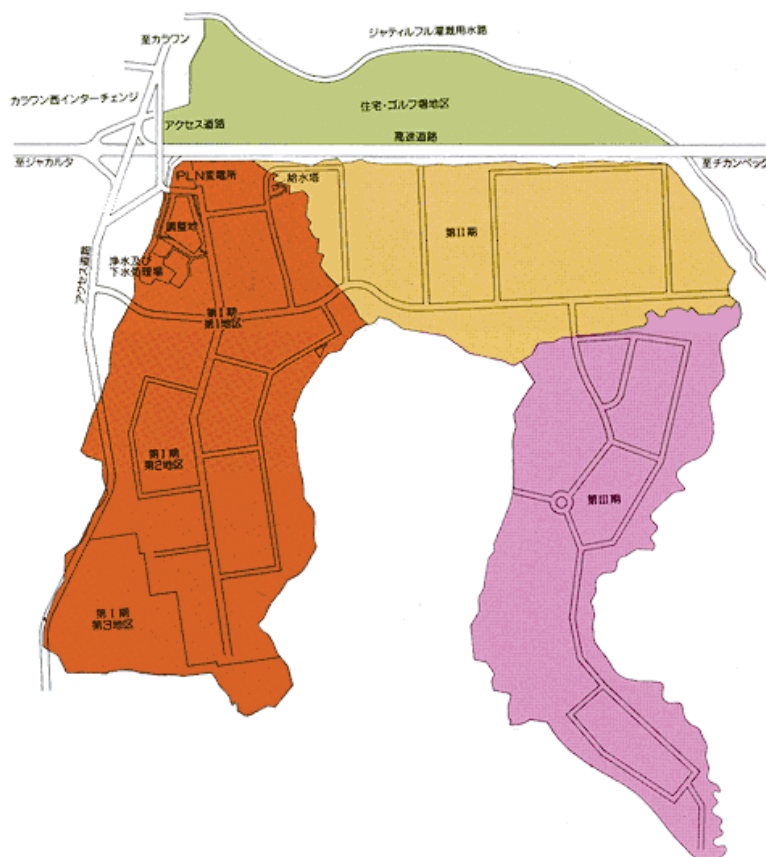 ジャティルフル灌漑用水路
至カラワン
カラワン西インターチェンジ
住宅・ゴルフ場地区
アクセス道路
高速道路
至ジャカルタ
至チカンペック
PLN変電所
給水塔
調整池
第II期
浄水及び
下水処理場
アクセス道路
第I期
第1地区
第I期
第2地区
第III期
第I期
第3地区